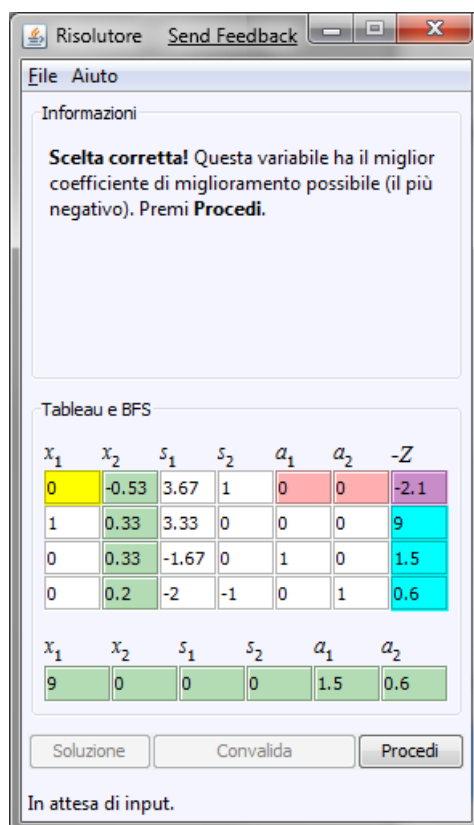 Risolutore Send Feedback
File Aiuto
Informazioni
Scelta corretta! Questa variabile ha il miglior
coefficiente di miglioramento possibile (il più
negativo). Premi Procedi.
Tableau e BFS
x1 x2 s1 s2 a1 a2 -Z
0 -0.53 3.67 1 0 0 -2.1
1 0.33 3.33 0 0 0 9
0 0.33 -1.67 0 1 0 1.5
0 0.2 -2 -1 0 1 0.6
x1 x2 s1 s2 a1 a2
9 0 0 0 1.5 0.6
Soluzione Convalida Procedi
In attesa di input.